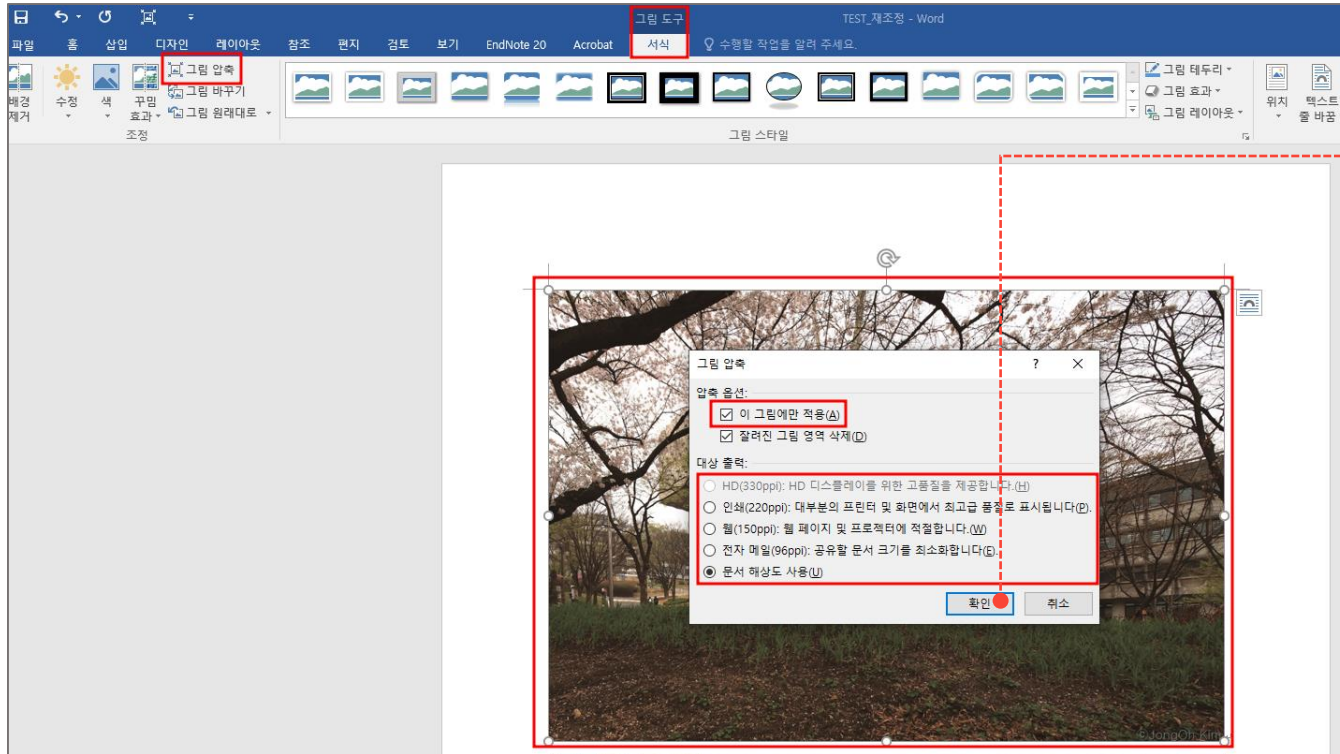 그림 도구
TEST_재조정 - Word
파일 홈 삽입 디자인 레이아웃 참조 편지 검토 보기 EndNote 20 Acrobat 서식 수행할 작업을 알려 주세요.
배경 제거
수정
색
꾸밈 효과
그림 압축
그림 바꾸기
그림 원래대로
그림 테두리
그림 효과
그림 레이아웃
위치
텍스트
줄 바꿈
조정
그림 스타일
그림 압축
압축 옵션:
이 그림에만 적용(A)
잘려진 그림 영역 삭제(D)
대상 출력:
HD(330ppi): HD 디스플레이를 위한 고품질을 제공합니다.(H)
인쇄(220ppi): 대부분의 프린터 및 화면에서 최고급 품질로 표시됩니다(P).
웹(150ppi): 웹 페이지 및 프로젝터에 적절합니다.(W)
전자 메일(96ppi): 공유할 문서 크기를 최소화합니다(E).
문서 해상도 사용(U)
확인 취소
©JongOh Kim